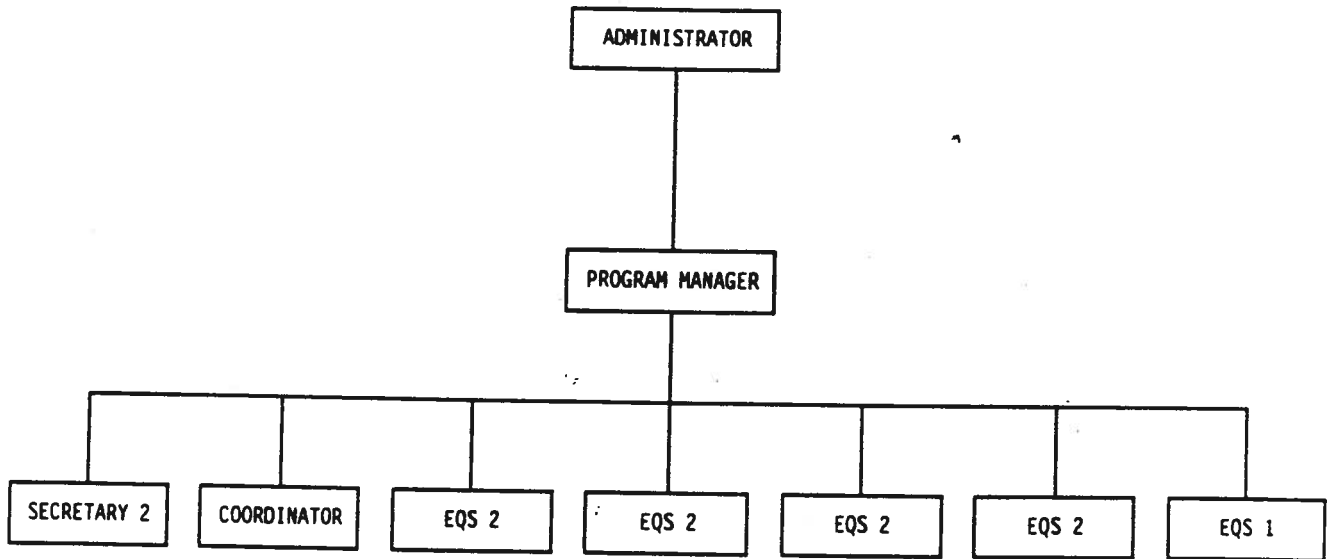 ADMINISTRATOR
PROGRAM MANAGER
SECRETARY 2
COORDINATOR
EQS 2
EQS 2
EQS 2
EQS 2
EQS 1